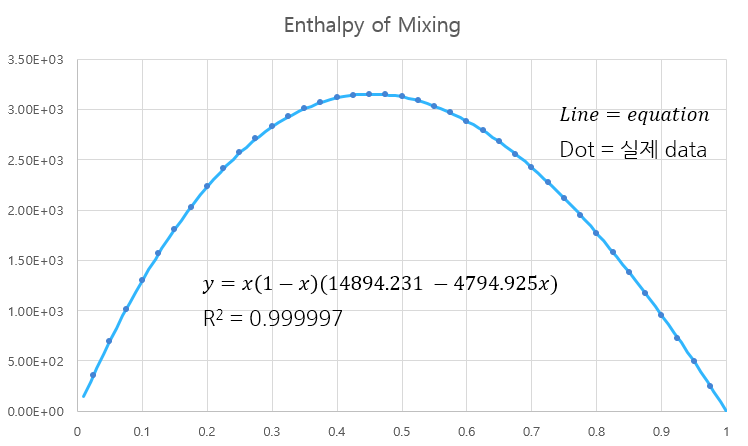 Enthalpy of Mixing
3.50E+03
3.00E+03
2.50E+03
2.00E+03
1.50E+03
1.00E+03
5.00E+02
0.00E+00
Line = equation
Dot = 실제 data
y = x(1 − x)(14894.231 − 4794.925x)
R² = 0.999997
0 0.1 0.2 0.3 0.4 0.5 0.6 0.7 0.8 0.9 1